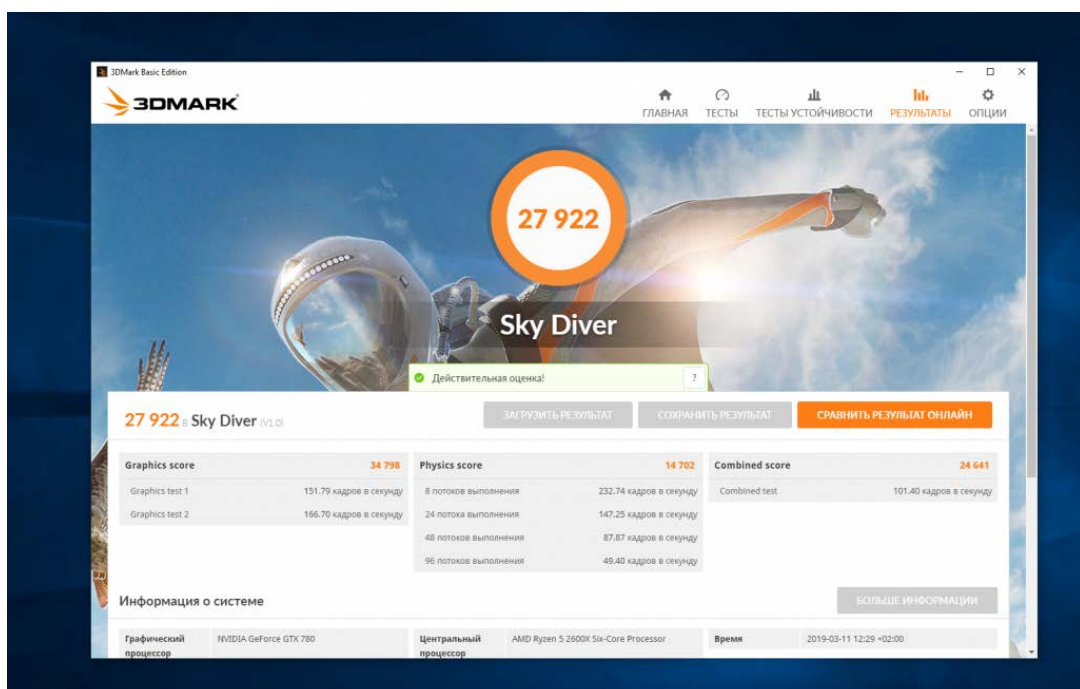 3DMark Basic Edition
3DMARK
ГЛАВНАЯ ТЕСТЫ ТЕСТЫ УСТОЙЧИВОСТИ РЕЗУЛЬТАТЫ ОПЦИИ
27 922
Sky Diver
Действительная оценка! ?
27 922 в Sky Diver (V1.0) ЗАГРУЗИТЬ РЕЗУЛЬТАТ СОХРАНИТЬ РЕЗУЛЬТАТ СРАВНИТЬ РЕЗУЛЬТАТ ОНЛАЙН
Graphics score 34 798 Physics score 14 702 Combined score 24 641
Graphics test 1 151.79 кадров в секунду 8 потоков выполнения 232.74 кадров в секунду Combined test 101.40 кадров в секунду
Graphics test 2 166.70 кадров в секунду 24 потока выполнения 147.25 кадров в секунду
48 потоков выполнения 87.87 кадров в секунду
96 потоков выполнения 49.40 кадров в секунду
Информация о системе БОЛЬШЕ ИНФОРМАЦИИ
Графический NVIDIA GeForce GTX 780 Центральный AMD Ryzen 5 2600X Six-Core Processor Время 2019-03-11 12:29 +02:00
процессор процессор